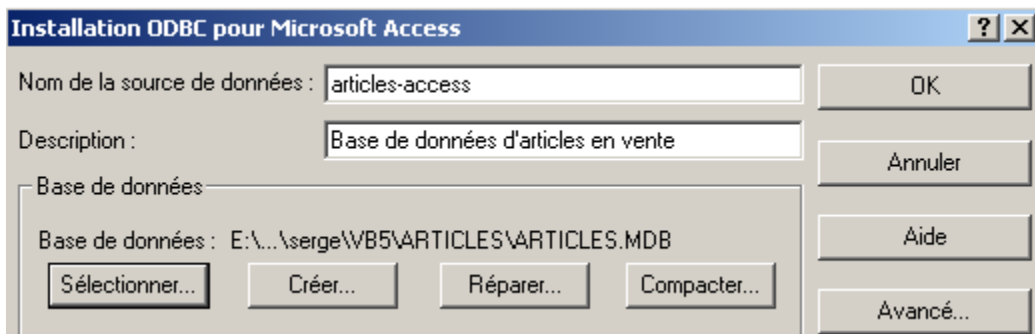 Installation ODBC pour Microsoft Access
Nom de la source de données : articles-access
OK
Description : Base de données d'articles en vente
Annuler
Base de données
Base de données : E:\...\serge\VB5\ARTICLES\ARTICLES.MDB
Aide
Sélectionner... Créer... Réparer... Compacter...
Avancé...